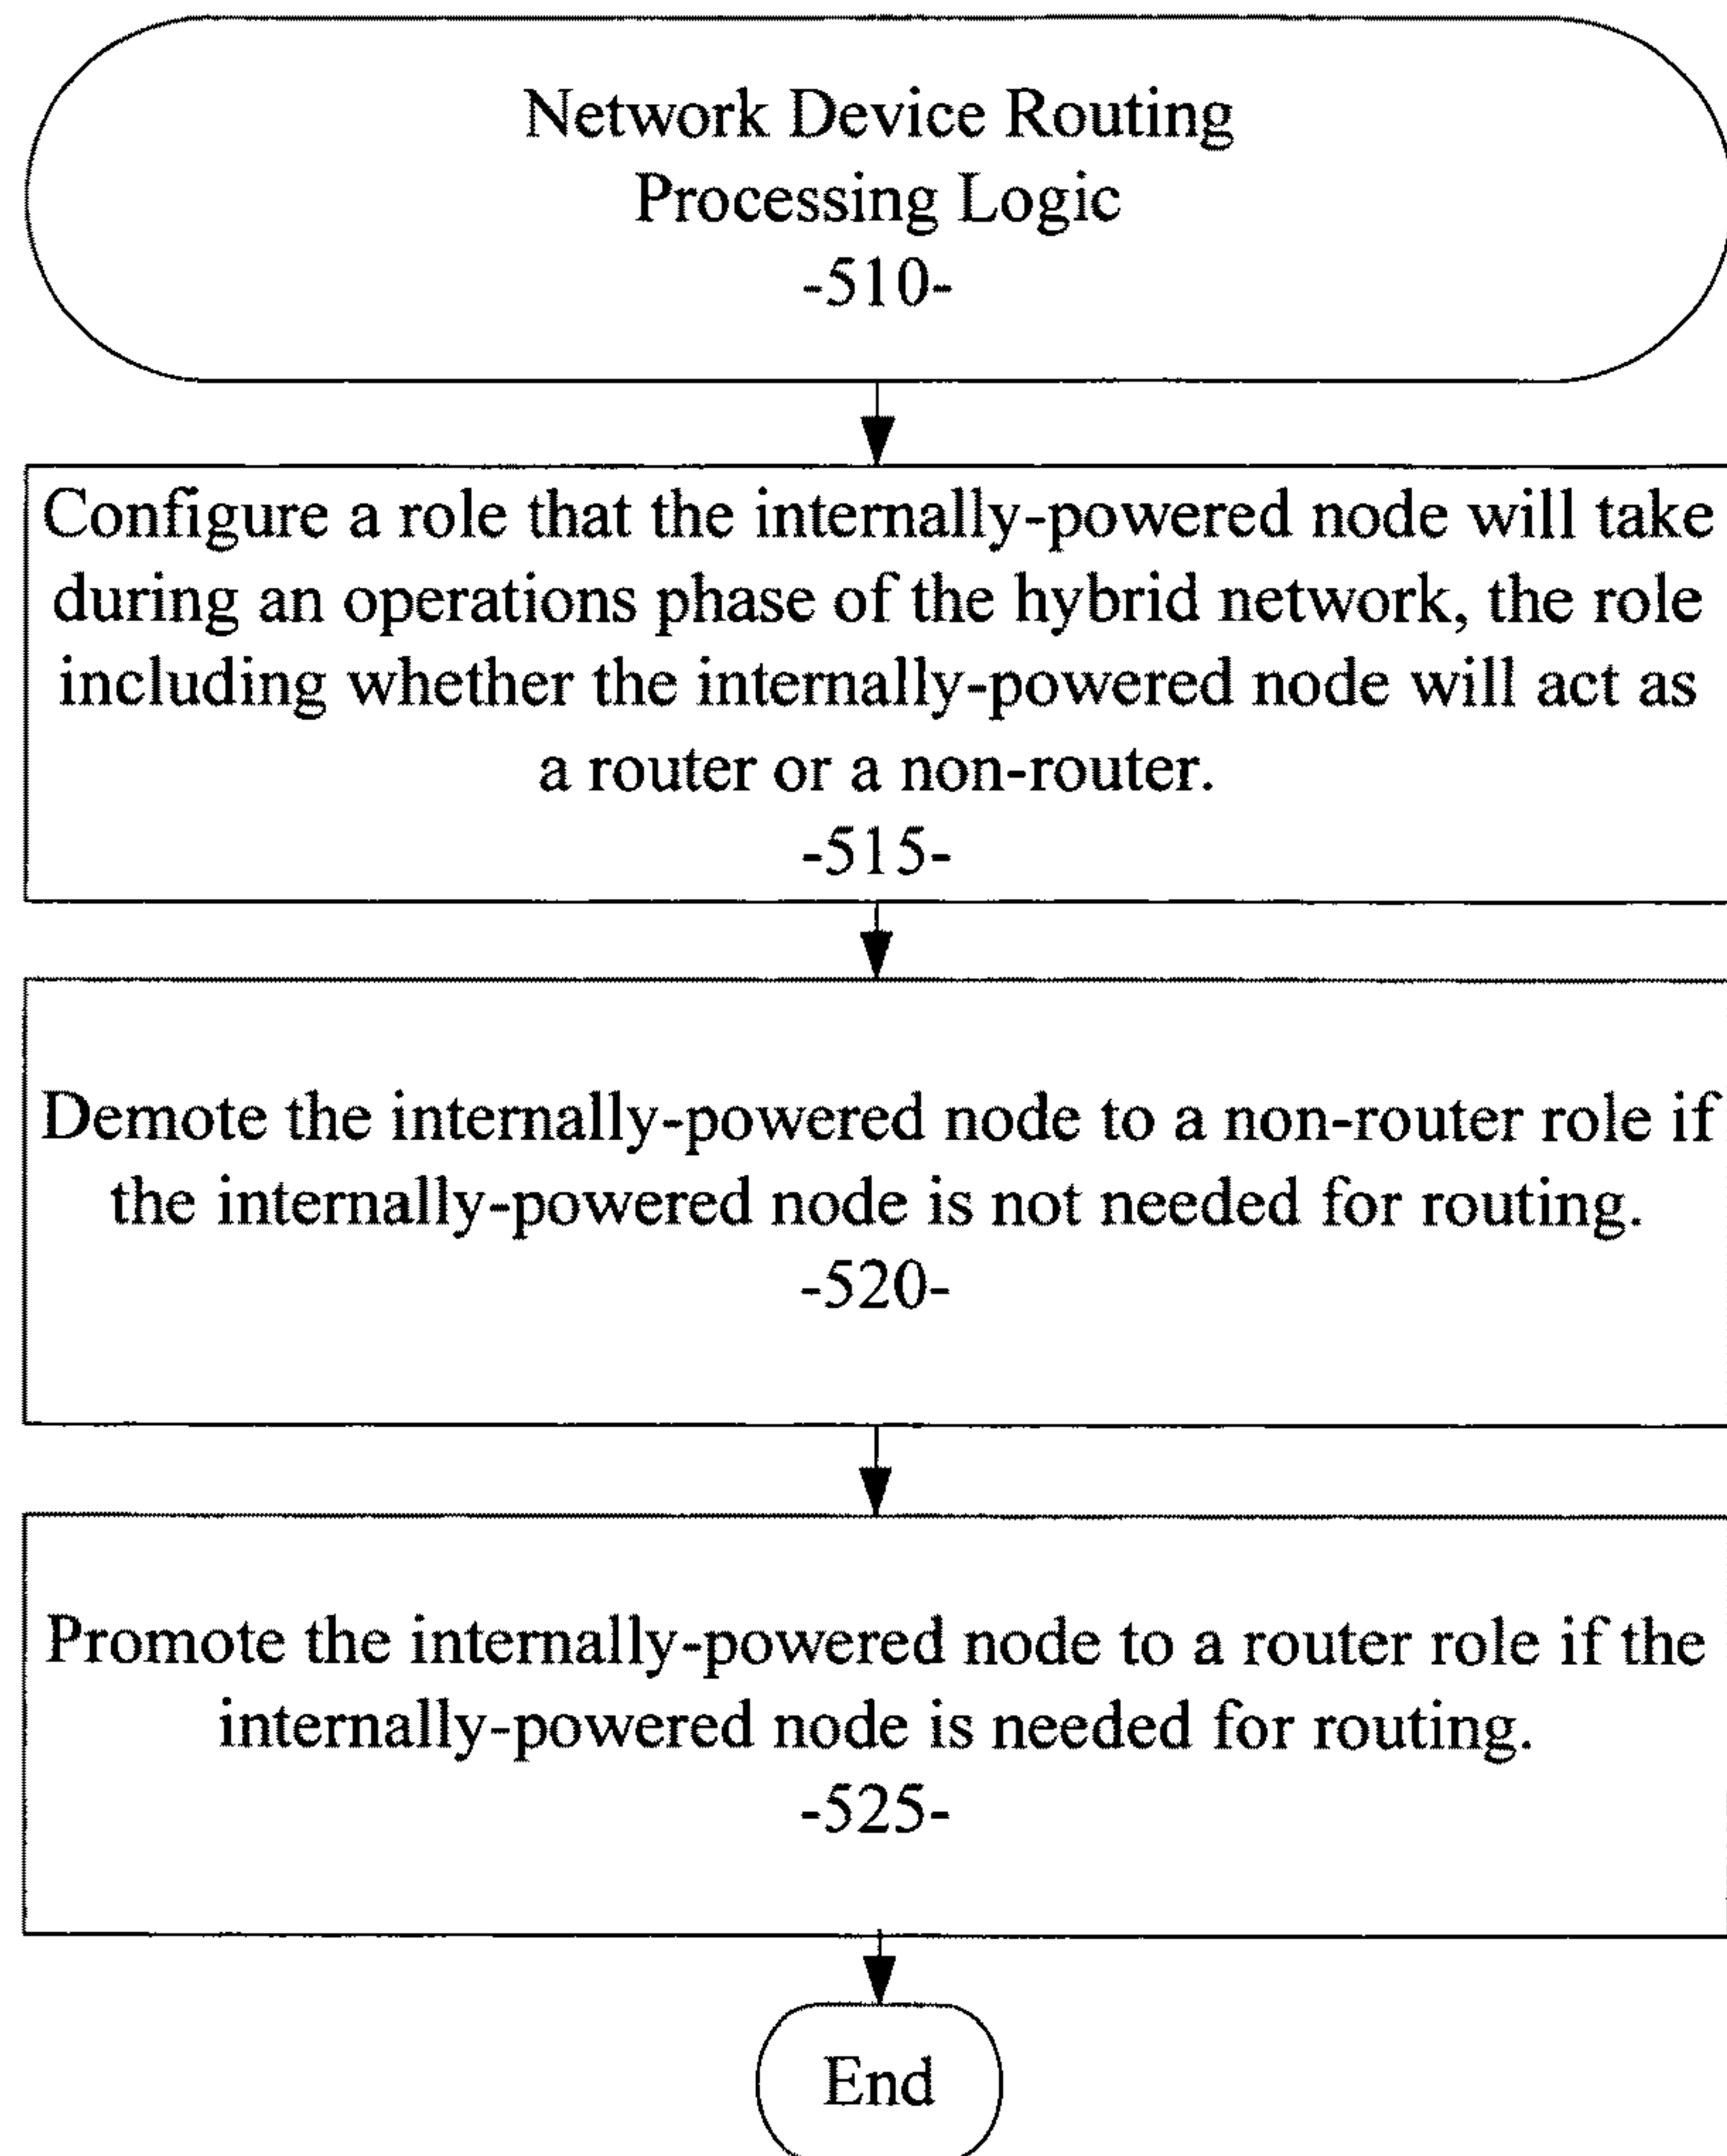 Network Device Routing
Processing Logic
-510-
Configure a role that the internally-powered node will take
during an operations phase of the hybrid network, the role
including whether the internally-powered node will act as
a router or a non-router.
-515-
Demote the internally-powered node to a non-router role if
the internally-powered node is not needed for routing.
-520-
Promote the internally-powered node to a router role if the
internally-powered node is needed for routing.
-525-
End